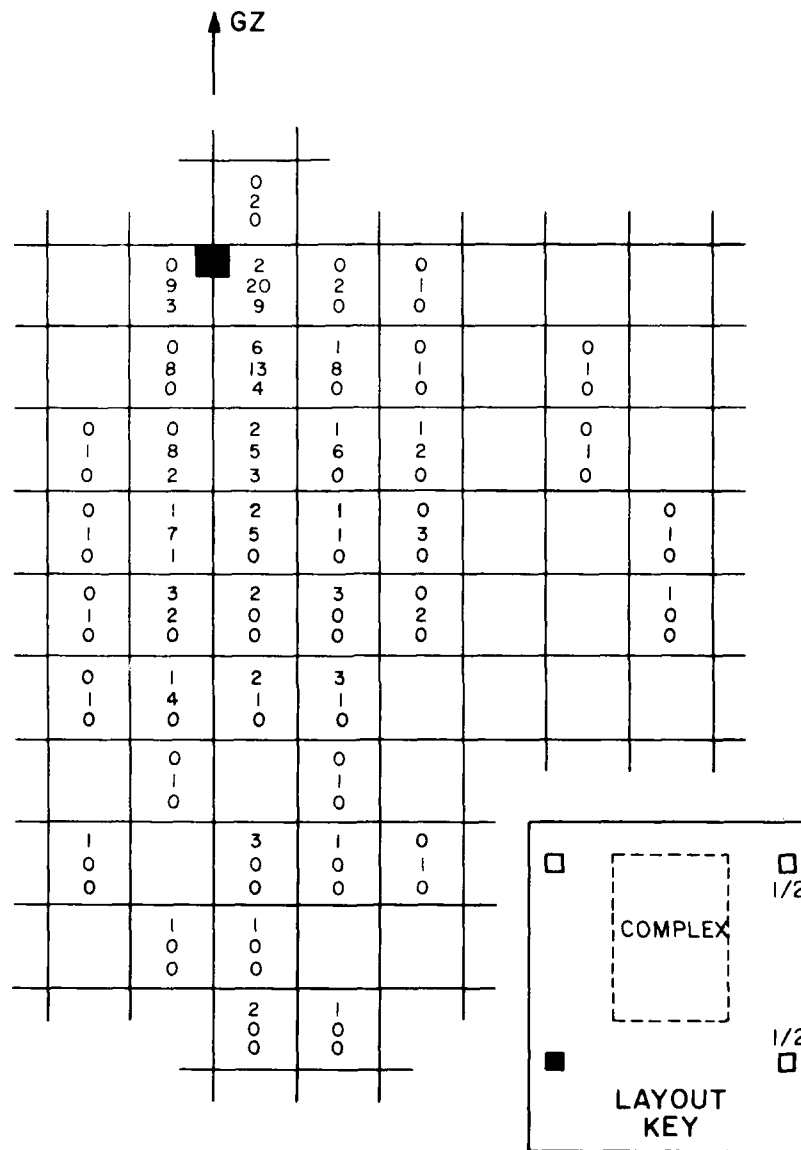 GZ
0
2
0
0 2 0 0
9 20 2 1
3 9 0 0
0 6 1 0 0
8 13 8 1 1
0 4 0 0 0
0 0 2 1 1 0
1 8 5 6 2 1
0 2 3 0 0 0
0 1 2 1 0 0
1 7 5 1 3 1
0 1 0 0 0 0
0 3 2 3 0 1
1 2 0 0 2 0
0 0 0 0 0 0
0 1 2 3
1 4 1 1
0 0 0 0
0 0
1 1
0 0
1 3 1 0
0 0 0 1
0 0 0 0
1 1
0 0
0 0
2 1
0 0
0 0
1/2
COMPLEX
1/2
LAYOUT
KEY